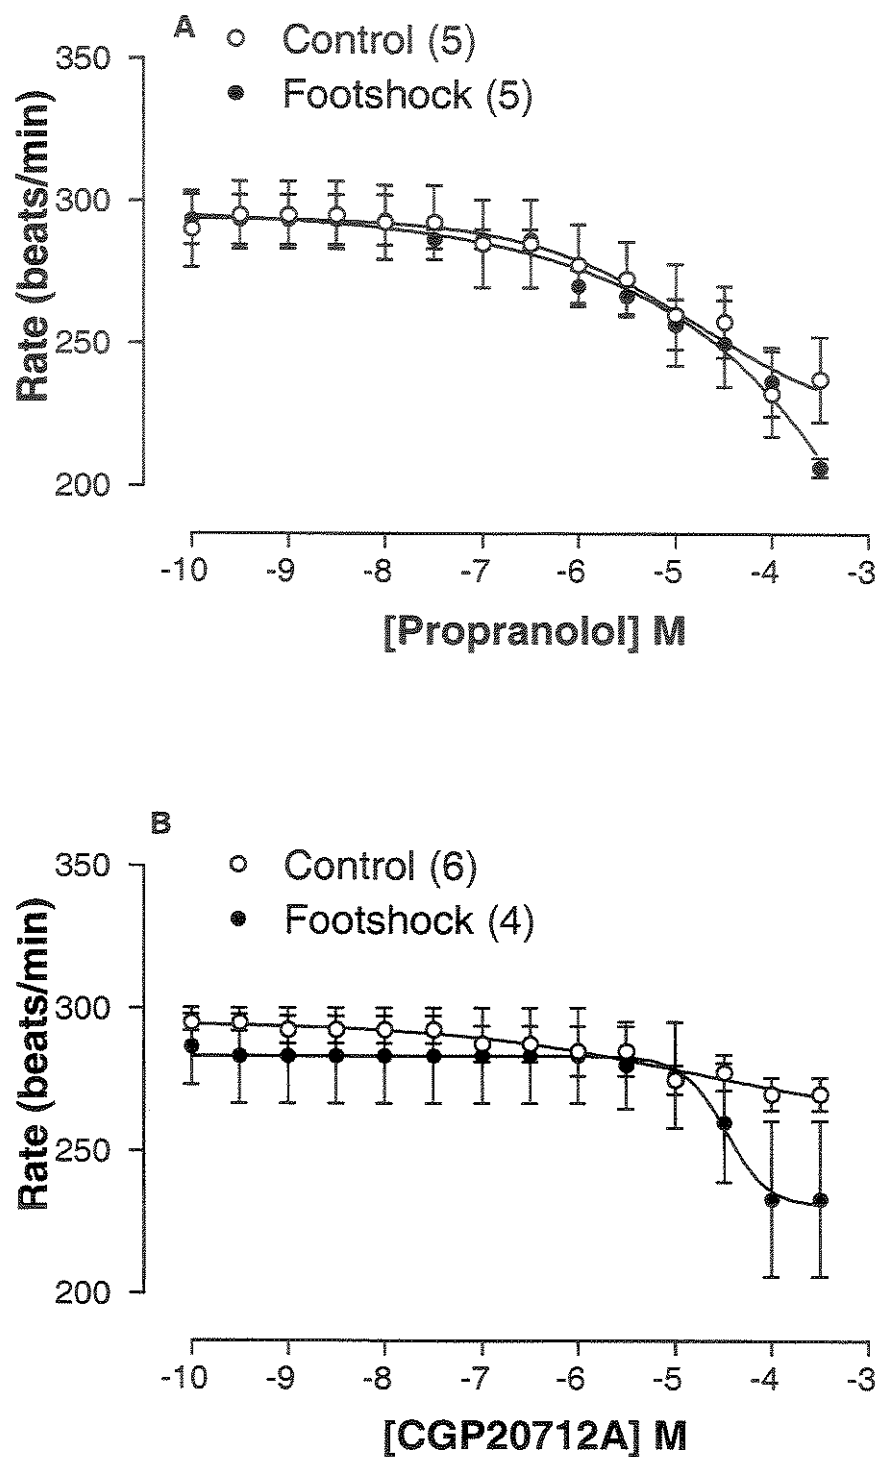 A
Control (5)
Footshock (5)
350
300
250
200
Rate (beats/min)
-10 -9 -8 -7 -6 -5 -4 -3
[Propranolol] M
B
Control (6)
Footshock (4)
350
300
250
200
Rate (beats/min)
-10 -9 -8 -7 -6 -5 -4 -3
[CGP20712A] M